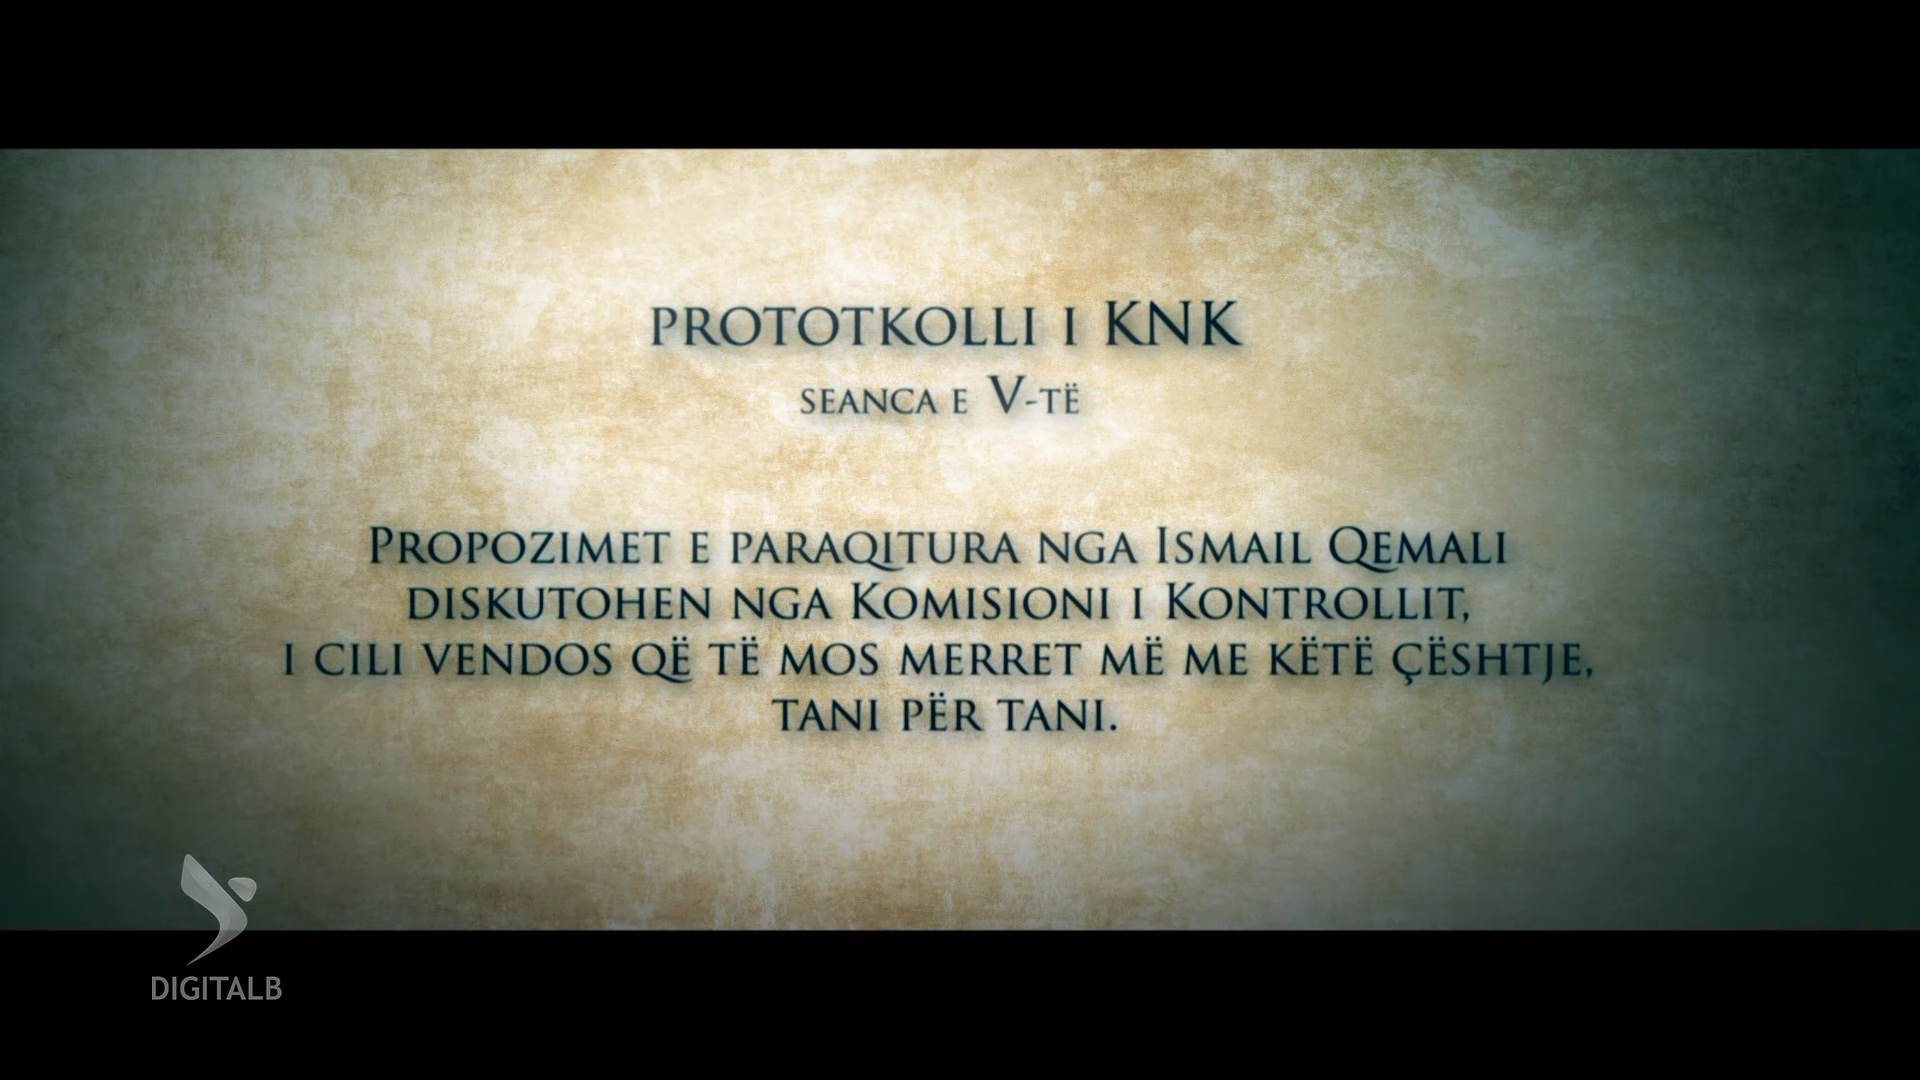 PROTOTKOLLI I KNK
SEANCA E V-TË
PROPOZIMET E PARAQITURA NGA ISMAIL QEMALI
DISKUTOHEN NGA KOMISIONI I KONTROLLIT,
I CILI VENDOS QË TË MOS MERRET MË ME KËTË ÇËSHTJE,
TANI PËR TANI.
DIGITALB